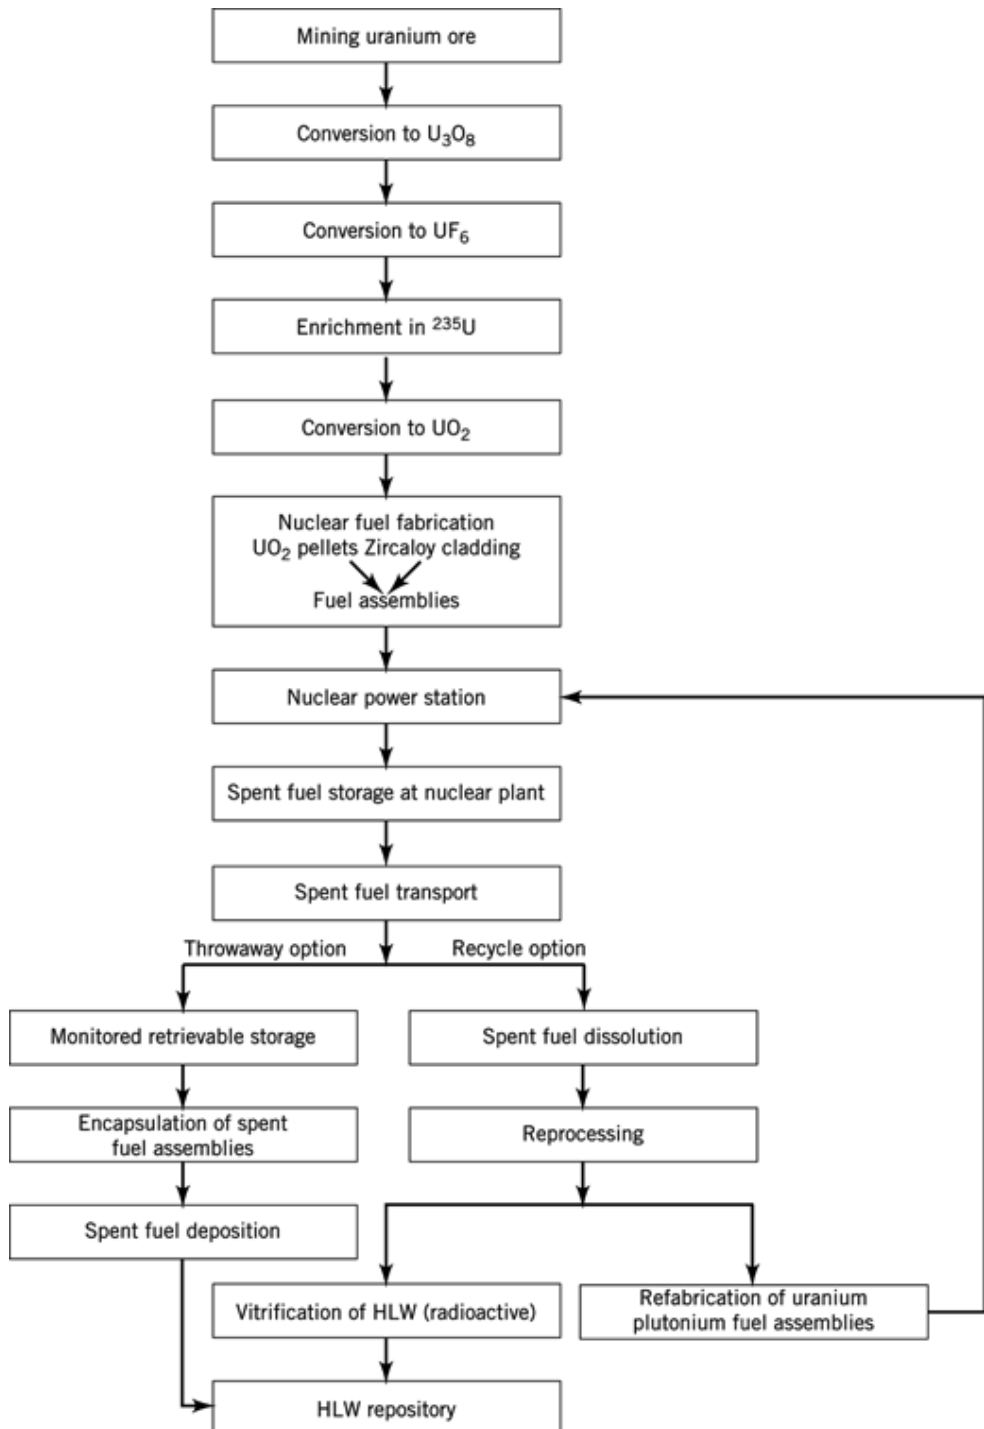 Mining uranium ore
Conversion to U₃O₈
Conversion to UF₆
Enrichment in ²³⁵U
Conversion to UO₂
Nuclear fuel fabrication
UO₂ pellets Zircaloy cladding
Fuel assemblies
Nuclear power station
Spent fuel storage at nuclear plant
Spent fuel transport
Throwaway option
Recycle option
Monitored retrievable storage
Spent fuel dissolution
Encapsulation of spent
fuel assemblies
Reprocessing
Spent fuel deposition
Vitrification of HLW (radioactive)
Refabrication of uranium
plutonium fuel assemblies
HLW repository